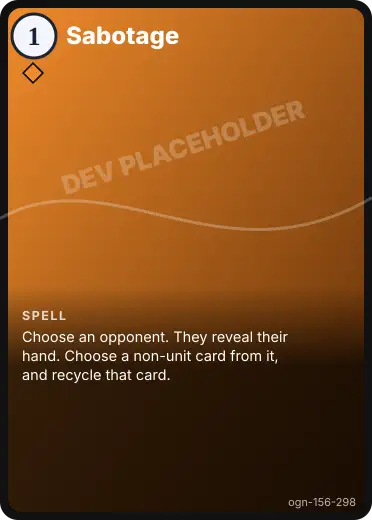 1 Sabotage
DEV PLACEHOLDER
SPELL
Choose an opponent. They reveal their
hand. Choose a non-unit card from it,
and recycle that card.
ogn-156-298